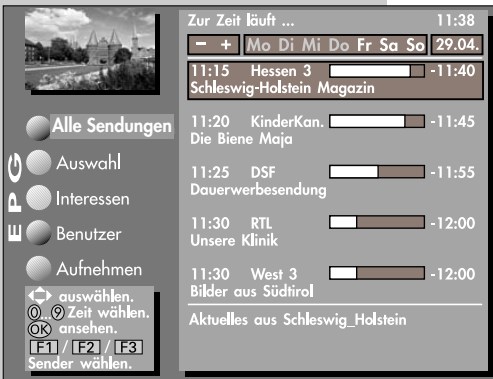 Zur Zeit läuft ... 11:38
− + Mo Di Mi Do Fr Sa So 29.04.
11:15 Hessen 3 -11:40
Schleswig-Holstein Magazin
11:20 KinderKan. -11:45
Die Biene Maja
11:25 DSF -11:55
Dauerwerbesendung
11:30 RTL -12:00
Unsere Klinik
11:30 West 3 -12:00
Bilder aus Südtirol
Aktuelles aus Schleswig_Holstein
EPG
Alle Sendungen
Auswahl
Interessen
Benutzer
Aufnehmen
auswählen.
0...9 Zeit wählen.
OK ansehen.
F1 / F2 / F3
Sender wählen.